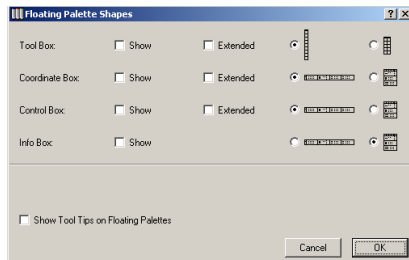 Floating Palette Shapes
Tool Box: Show Extended
Coordinate Box: Show Extended
Control Box: Show Extended
Info Box: Show
Show Tool Tips on Floating Palettes
Cancel OK